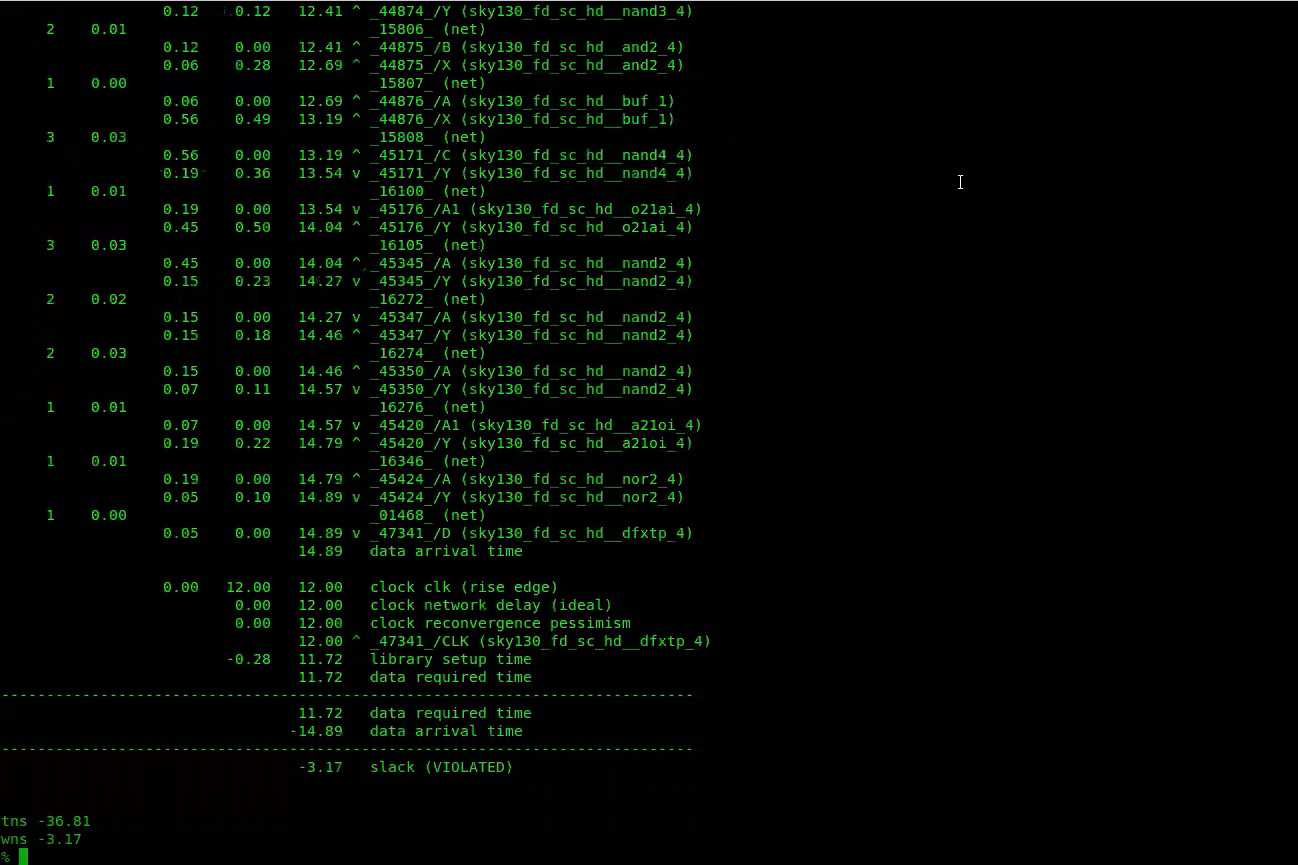 0.12 0.12 12.41 ^ _44874_/Y (sky130_fd_sc_hd__nand3_4)
2 0.01 _15806_ (net)
0.12 0.00 12.41 ^ _44875_/B (sky130_fd_sc_hd__and2_4)
0.06 0.28 12.69 ^ _44875_/X (sky130_fd_sc_hd__and2_4)
1 0.00 _15807_ (net)
0.06 0.00 12.69 ^ _44876_/A (sky130_fd_sc_hd__buf_1)
0.56 0.49 13.19 ^ _44876_/X (sky130_fd_sc_hd__buf_1)
3 0.03 _15808_ (net)
0.56 0.00 13.19 ^ _45171_/C (sky130_fd_sc_hd__nand4_4)
0.19 0.36 13.54 v _45171_/Y (sky130_fd_sc_hd__nand4_4)
1 0.01 _16100_ (net)
0.19 0.00 13.54 v _45176_/A1 (sky130_fd_sc_hd__o21ai_4)
0.45 0.50 14.04 ^ _45176_/Y (sky130_fd_sc_hd__o21ai_4)
3 0.03 _16105_ (net)
0.45 0.00 14.04 ^ _45345_/A (sky130_fd_sc_hd__nand2_4)
0.15 0.23 14.27 v _45345_/Y (sky130_fd_sc_hd__nand2_4)
2 0.02 _16272_ (net)
0.15 0.00 14.27 v _45347_/A (sky130_fd_sc_hd__nand2_4)
0.15 0.18 14.46 ^ _45347_/Y (sky130_fd_sc_hd__nand2_4)
2 0.03 _16274_ (net)
0.15 0.00 14.46 ^ _45350_/A (sky130_fd_sc_hd__nand2_4)
0.07 0.11 14.57 v _45350_/Y (sky130_fd_sc_hd__nand2_4)
1 0.01 _16276_ (net)
0.07 0.00 14.57 v _45420_/A1 (sky130_fd_sc_hd__a21oi_4)
0.19 0.22 14.79 ^ _45420_/Y (sky130_fd_sc_hd__a21oi_4)
1 0.01 _16346_ (net)
0.19 0.00 14.79 ^ _45424_/A (sky130_fd_sc_hd__nor2_4)
0.05 0.10 14.89 v _45424_/Y (sky130_fd_sc_hd__nor2_4)
1 0.00 _01468_ (net)
0.05 0.00 14.89 v _47341_/D (sky130_fd_sc_hd__dfxtp_4)
14.89 data arrival time
0.00 12.00 12.00 clock clk (rise edge)
0.00 12.00 clock network delay (ideal)
0.00 12.00 clock reconvergence pessimism
12.00 ^ _47341_/CLK (sky130_fd_sc_hd__dfxtp_4)
-0.28 11.72 library setup time
11.72 data required time
-----------------------------------------------------------------------------
11.72 data required time
-14.89 data arrival time
-----------------------------------------------------------------------------
-3.17 slack (VIOLATED)
tns -36.81
wns -3.17
%